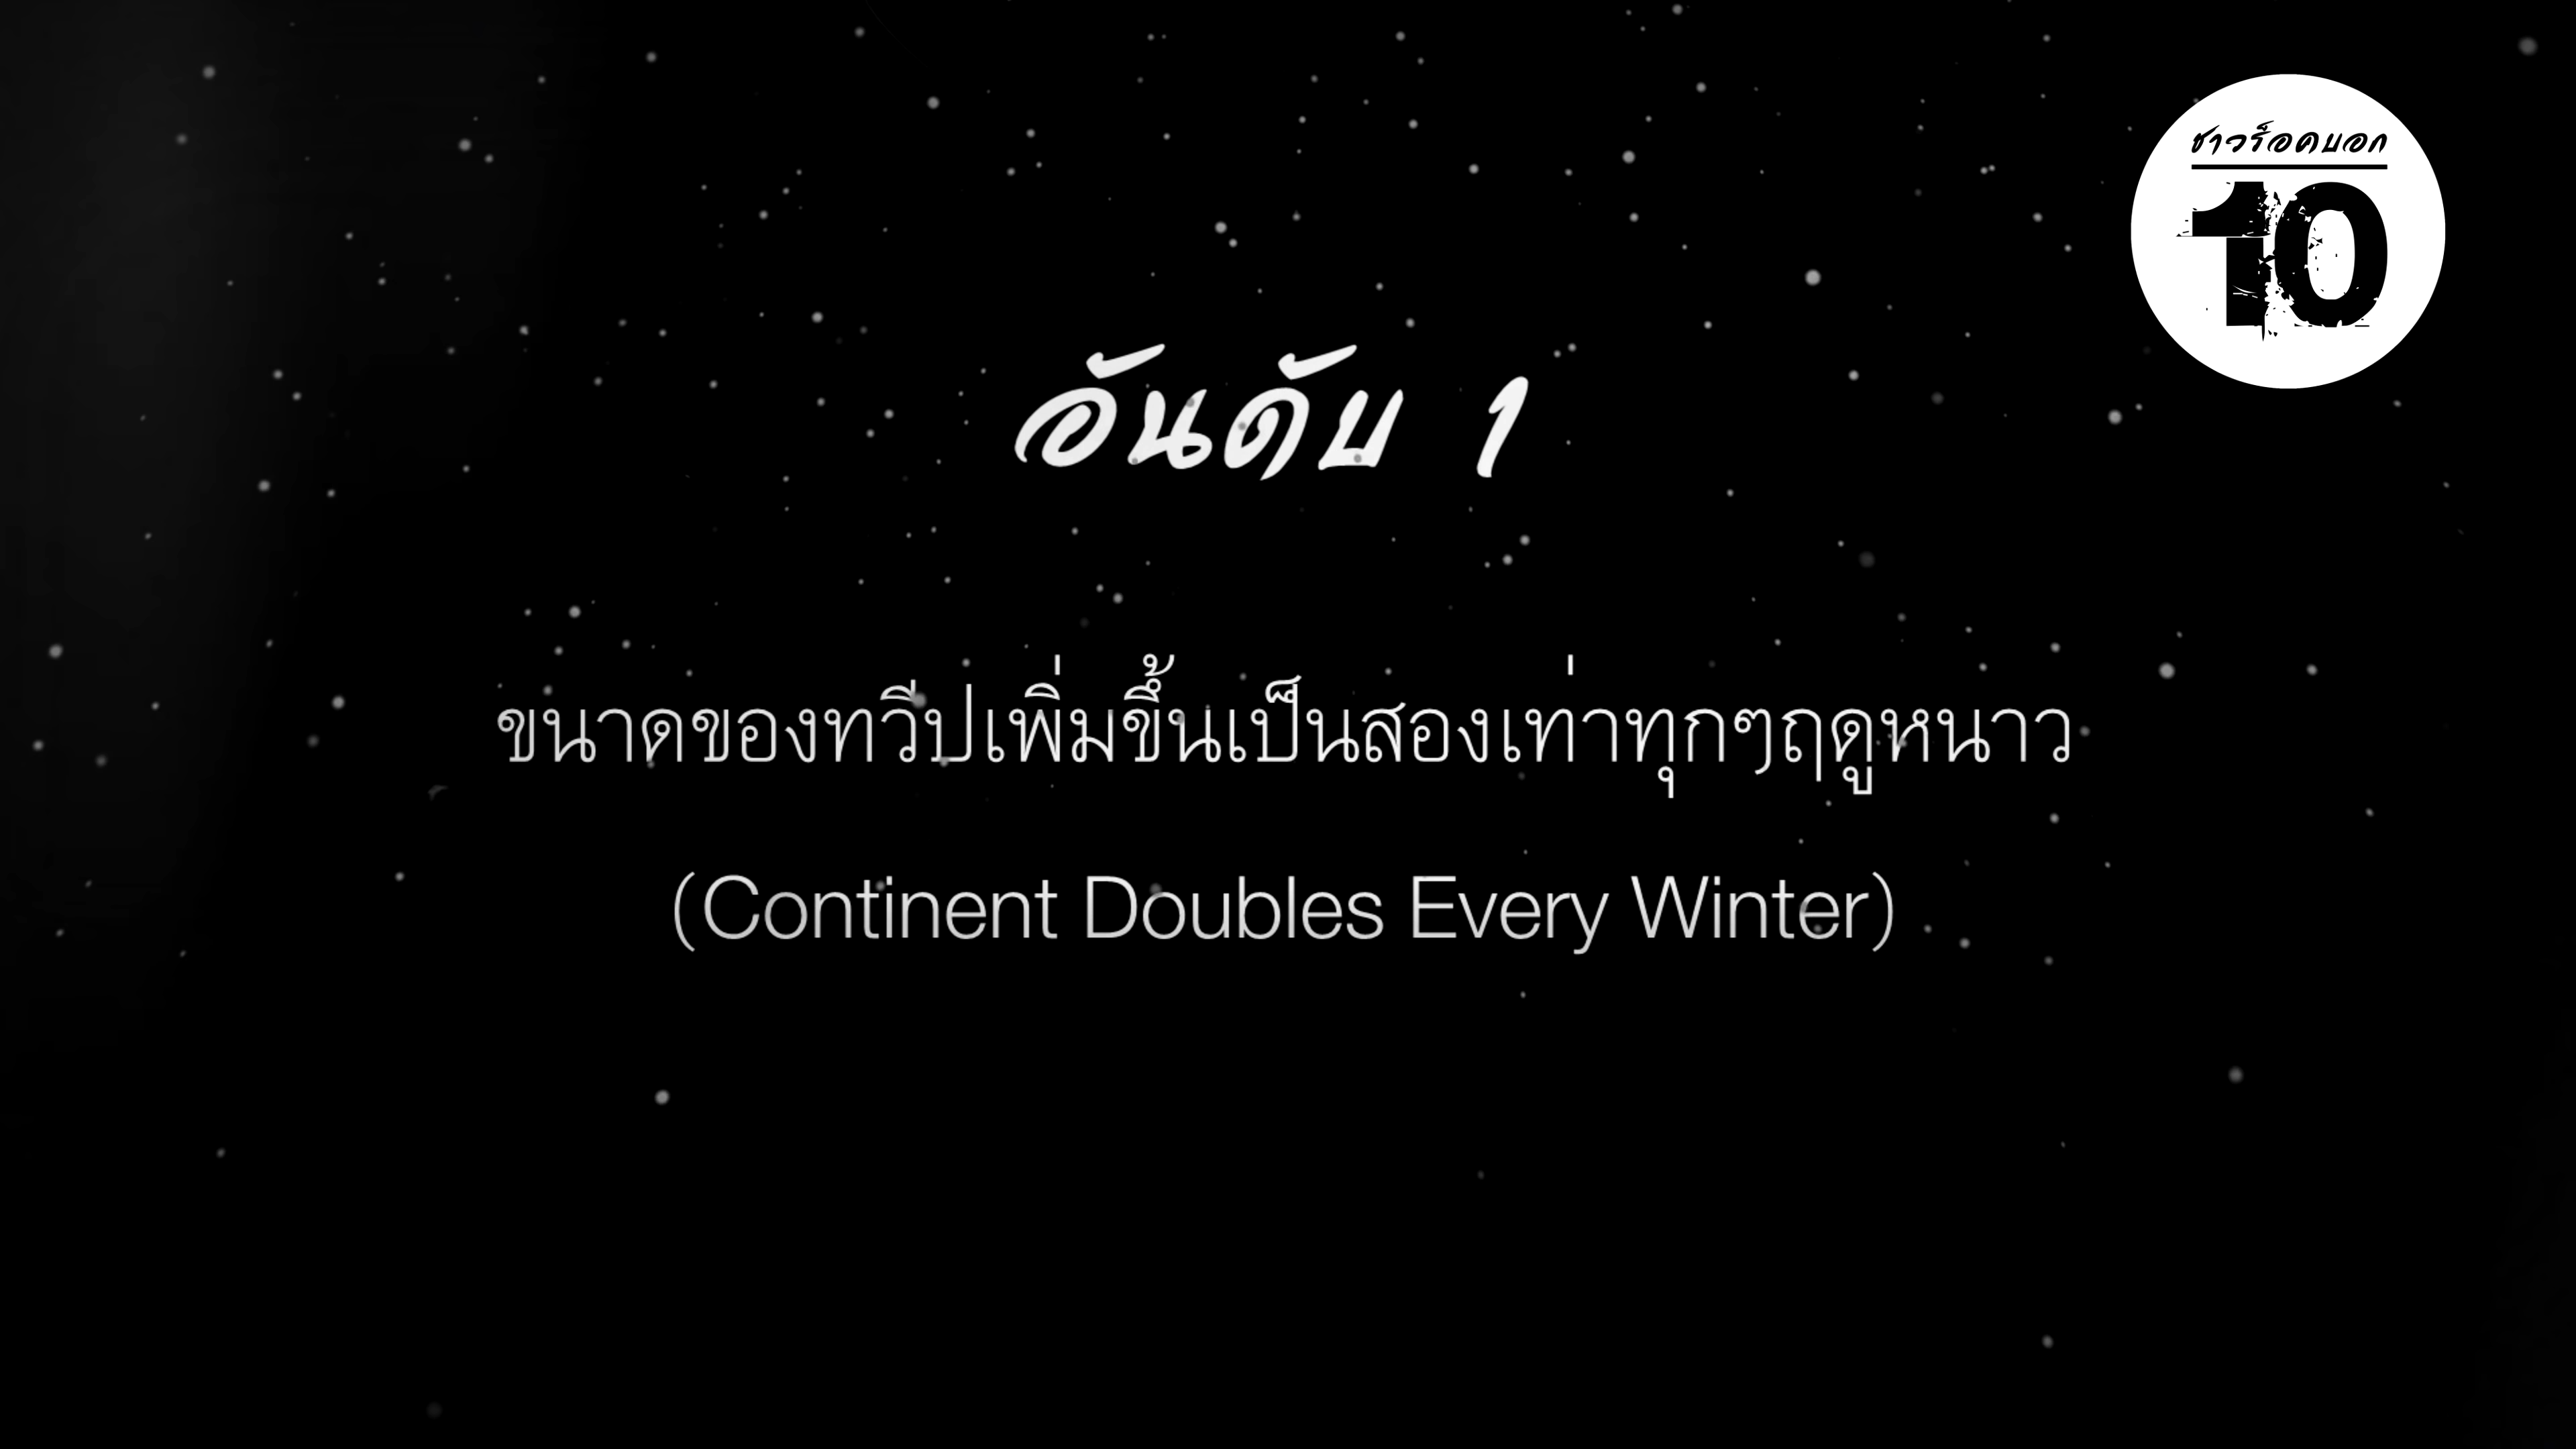 ชาวร็อคบอก
10
อันดับ 1
ขนาดของทวีปเพิ่มขึ้นเป็นสองเท่าทุกๆฤดูหนาว
(Continent Doubles Every Winter)